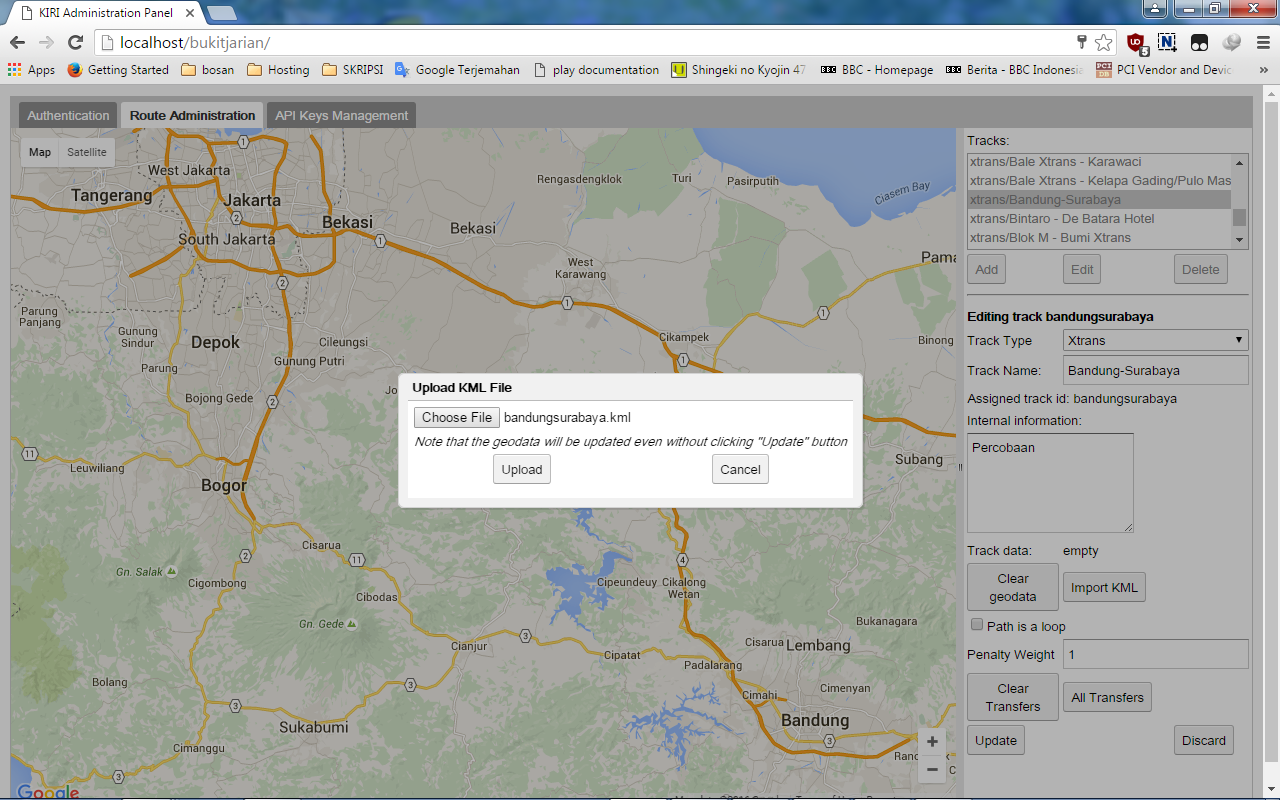 KIRI Administration Panel
localhost/bukitjarian/
5
Apps Getting Started bosan Hosting SKRIPSI Google Terjemahan play documentation Shingeki no Kyojin 47 BBC - Homepage Berita - BBC Indonesia PCI Vendor and Devic »
Authentication Route Administration API Keys Management
Map Satellite
West Jakarta
Tangerang
Jakarta
Bekasi
Bekasi
South Jakarta
Rengasdengklok
Turi
Pasirputih
Ciasem Bay
West Karawang
Pama
Parung Panjang
Gunung Sindur
Depok
Cileungsi
Gunung Putri
Parung
Bojong Gede
Cikampek
Binong
Jo
Leuwiliang
Bogor
Subang
Cisarua
Gn. Salak
Cigombong
Cibodas
Gn. Gede
Cianjur
Cipatat
Cipeundeuy
Cikalong Wetan
Bukanagara
Cisarua
Lembang
Padalarang
Cimahi
Cimenyan
Bandung
Bolang
Sukabumi
Cimanggu
Google
Upload KML File
Choose File bandungsurabaya.kml
Note that the geodata will be updated even without clicking "Update" button
Upload Cancel
Tracks:
xtrans/Bale Xtrans - Karawaci
xtrans/Bale Xtrans - Kelapa Gading/Pulo Mas
xtrans/Bandung-Surabaya
xtrans/Bintaro - De Batara Hotel
xtrans/Blok M - Bumi Xtrans
Add Edit Delete
Editing track bandungsurabaya
Track Type Xtrans
Track Name: Bandung-Surabaya
Assigned track id: bandungsurabaya
Internal information:
Percobaan
Track data: empty
Clear geodata Import KML
Path is a loop
Penalty Weight 1
Clear Transfers All Transfers
Update Discard